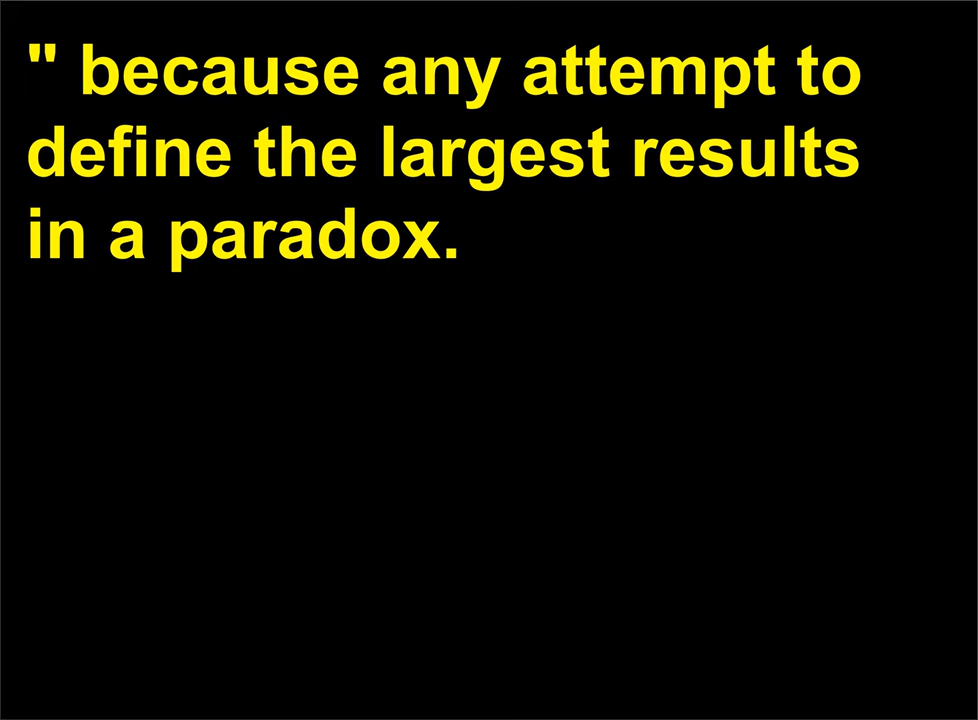 " because any attempt to
define the largest results
in a paradox.